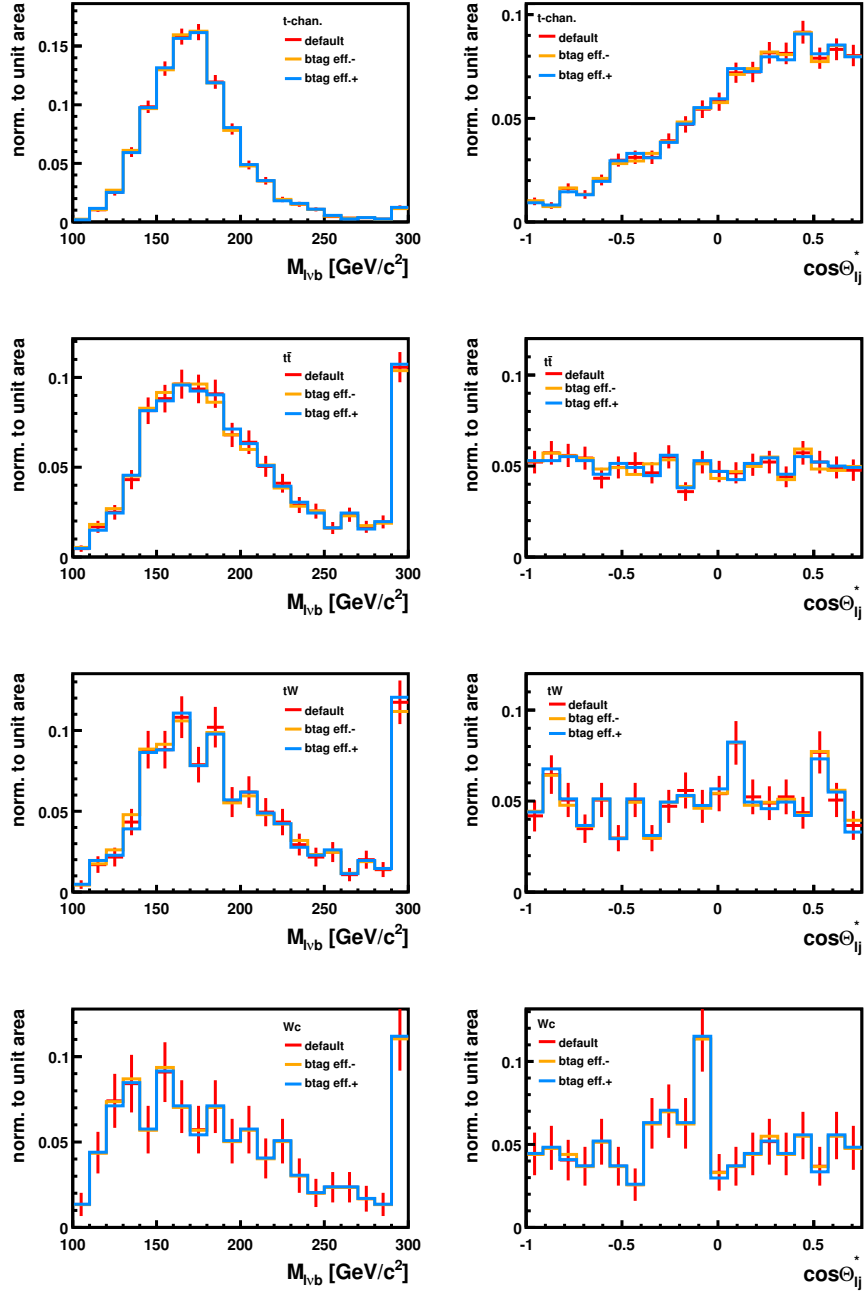 norm. to unit area
0.15
0.1
0.05
0
t-chan.
default
btag eff.-
btag eff.+
100 150 200 250 300
M_lνb [GeV/c²]
norm. to unit area
0.1
0.05
0
t-chan.
default
btag eff.-
btag eff.+
-1 -0.5 0 0.5
cosΘ*_lj
norm. to unit area
0.1
0.05
0
tt̄
default
btag eff.-
btag eff.+
100 150 200 250 300
M_lνb [GeV/c²]
norm. to unit area
0.1
0.05
0
tt̄
default
btag eff.-
btag eff.+
-1 -0.5 0 0.5
cosΘ*_lj
norm. to unit area
0.1
0.05
0
tW
default
btag eff.-
btag eff.+
100 150 200 250 300
M_lνb [GeV/c²]
norm. to unit area
0.1
0.05
0
tW
default
btag eff.-
btag eff.+
-1 -0.5 0 0.5
cosΘ*_lj
norm. to unit area
0.1
0.05
0
Wc
default
btag eff.-
btag eff.+
100 150 200 250 300
M_lνb [GeV/c²]
norm. to unit area
0.1
0.05
0
Wc
default
btag eff.-
btag eff.+
-1 -0.5 0 0.5
cosΘ*_lj